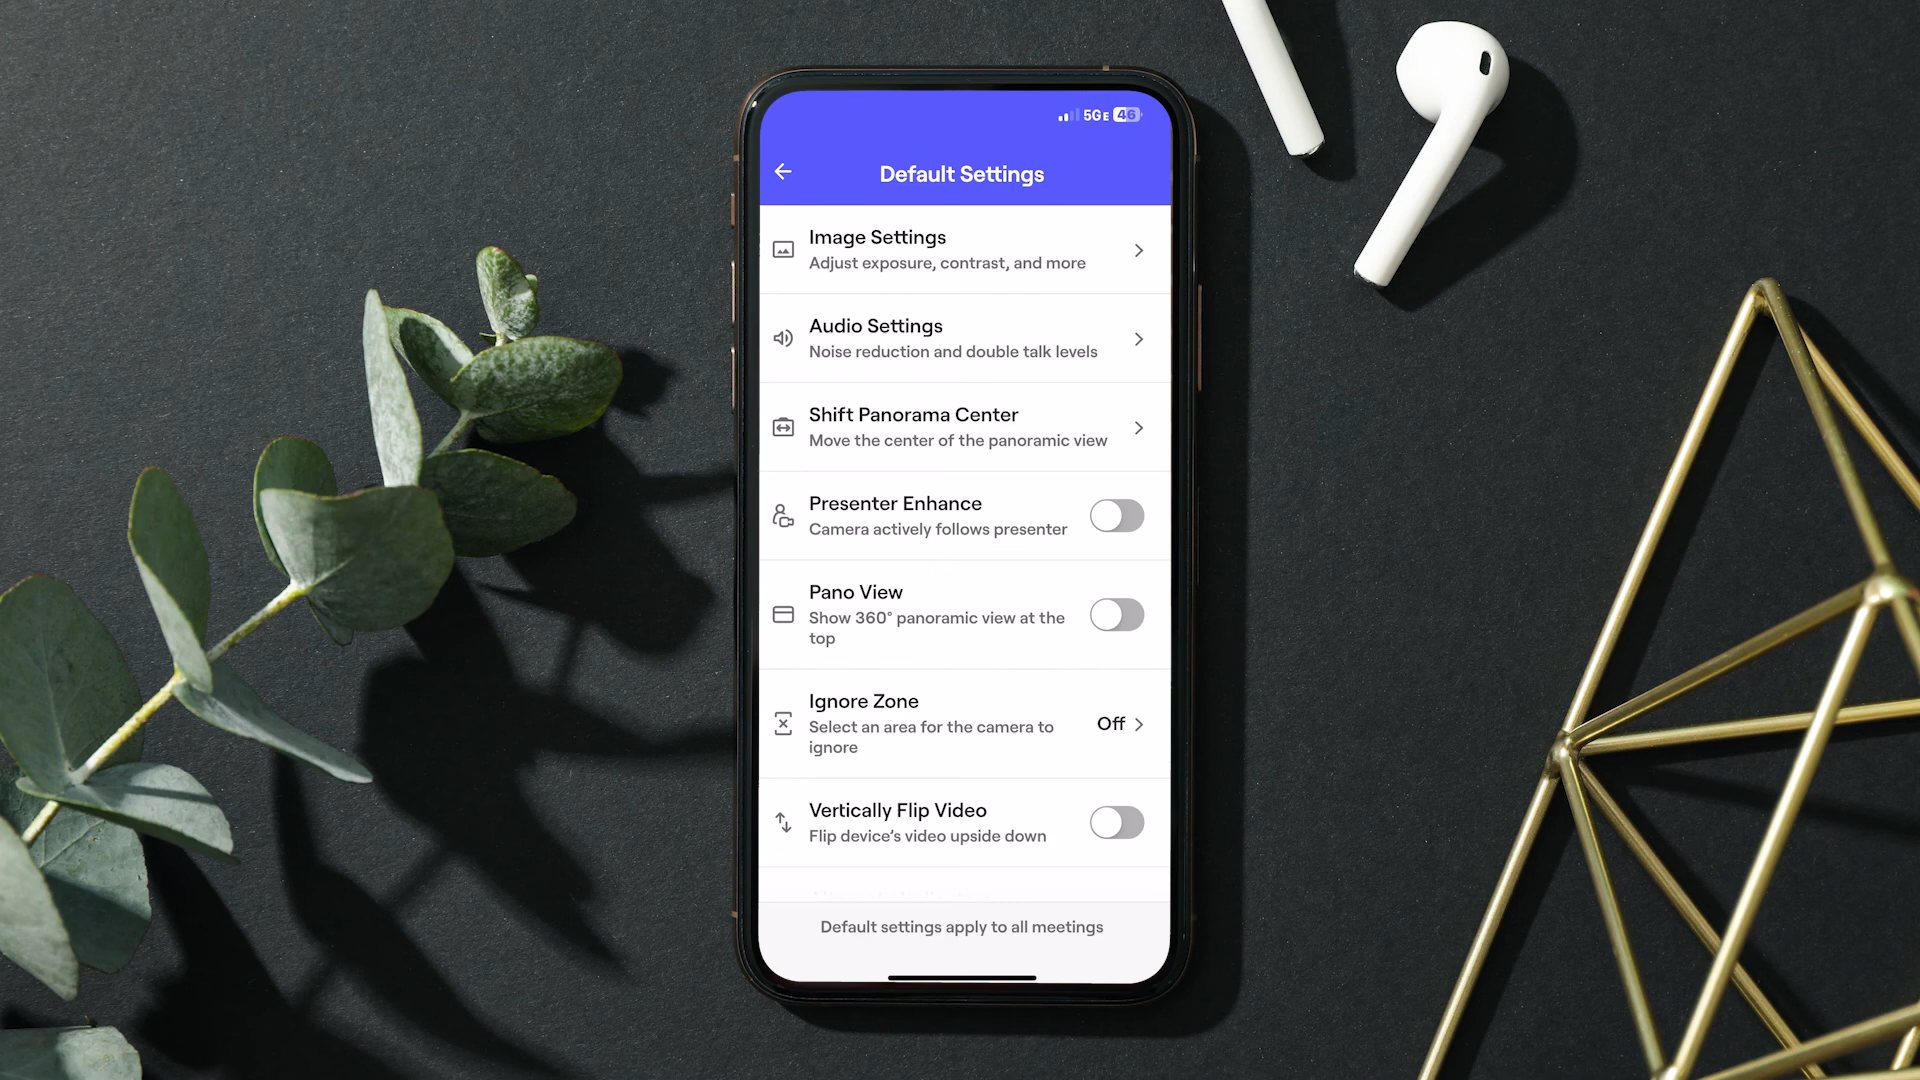 5GE 46
Default Settings
Image Settings
Adjust exposure, contrast, and more
Audio Settings
Noise reduction and double talk levels
Shift Panorama Center
Move the center of the panoramic view
Presenter Enhance
Camera actively follows presenter
Pano View
Show 360° panoramic view at the
top
Ignore Zone
Select an area for the camera to
ignore
Off
Vertically Flip Video
Flip device’s video upside down
Default settings apply to all meetings